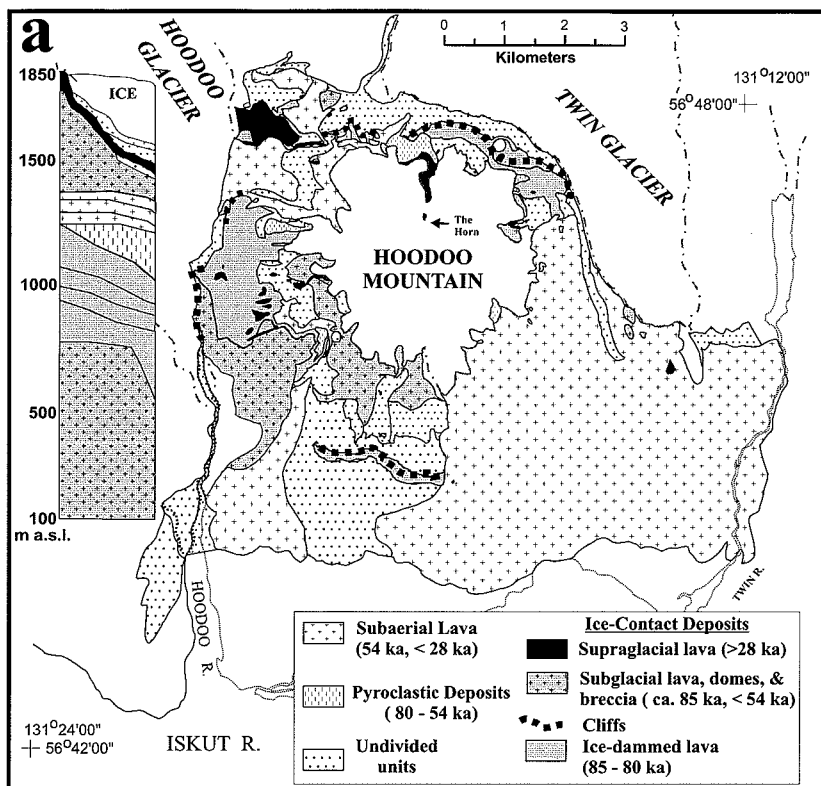 a
HOODOO
GLACIER
0 1 2 3
Kilometers
131°12'00"
56°48'00"
TWIN GLACIER
1850
ICE
1500
1000
500
100
m a.s.l.
The
Horn
HOODOO
MOUNTAIN
HOODOO R.
TWIN R.
131°24'00"
56°42'00"
ISKUT R.
Subaerial Lava
(54 ka, < 28 ka)
Pyroclastic Deposits
( 80 - 54 ka)
Undivided
units
Ice-Contact Deposits
Supraglacial lava (>28 ka)
Subglacial lava, domes, &
breccia ( ca. 85 ka, < 54 ka)
Cliffs
Ice-dammed lava
(85 - 80 ka)